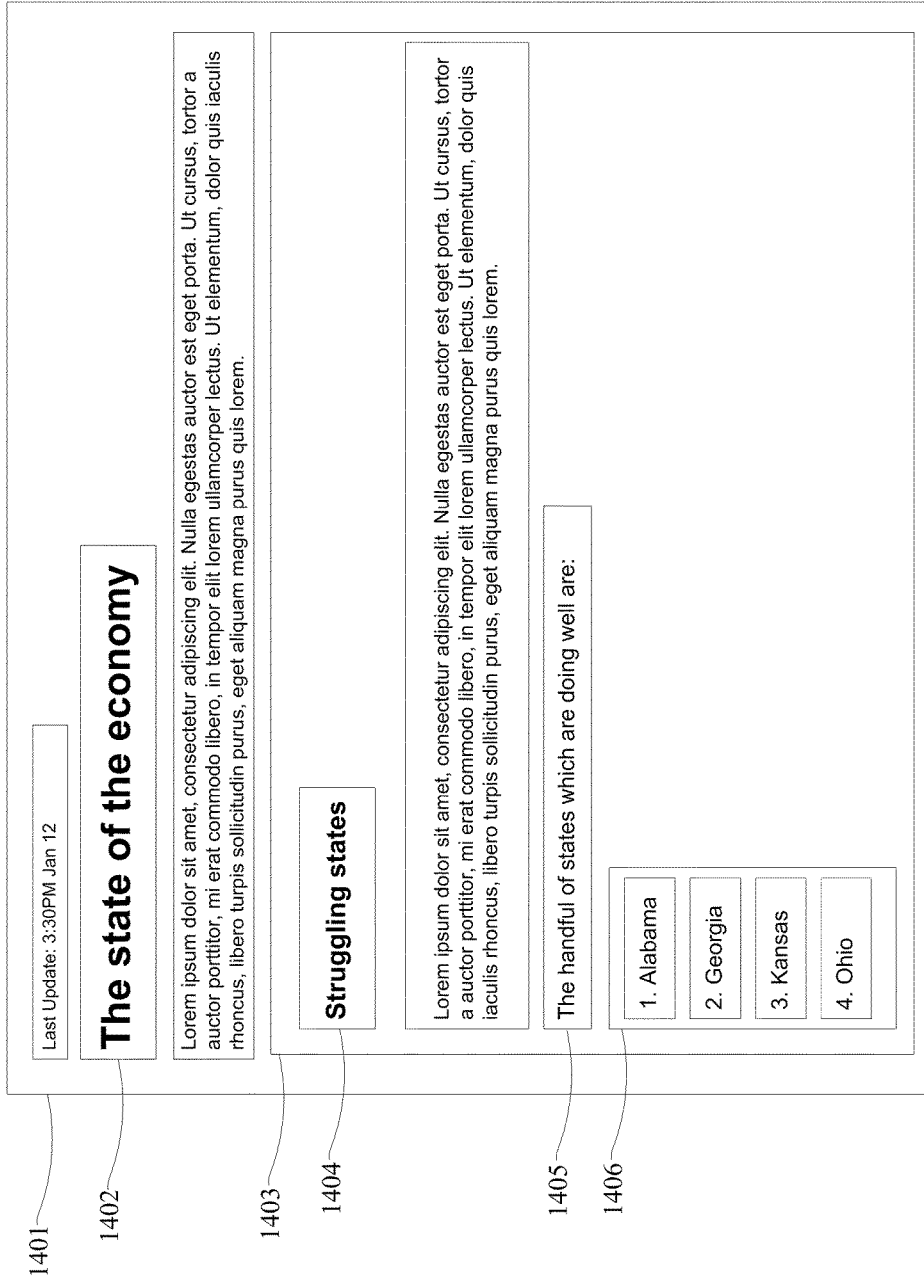 1401
Last Update: 3:30PM Jan 12
1402
The state of the economy
Lorem ipsum dolor sit amet, consectetur adipiscing elit. Nulla egestas auctor est eget porta. Ut cursus, tortor a
auctor porttitor, mi erat commodo libero, in tempor elit lorem ullamcorper lectus. Ut elementum, dolor quis iaculis
rhoncus, libero turpis sollicitudin purus, eget aliquam magna purus quis lorem.
1403
1404
Struggling states
Lorem ipsum dolor sit amet, consectetur adipiscing elit. Nulla egestas auctor est eget porta. Ut cursus, tortor
a auctor porttitor, mi erat commodo libero, in tempor elit lorem ullamcorper lectus. Ut elementum, dolor quis
iaculis rhoncus, libero turpis sollicitudin purus, eget aliquam magna purus quis lorem.
1405
The handful of states which are doing well are:
1406
1. Alabama
2. Georgia
3. Kansas
4. Ohio